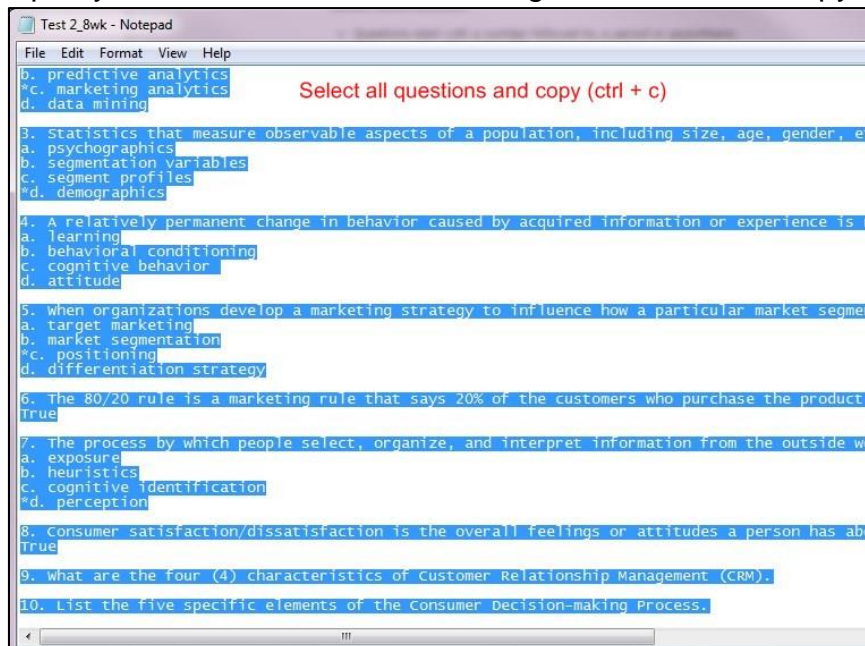 Test 2_8wk - Notepad
File Edit Format View Help
b. predictive analytics
*c. marketing analytics
d. data mining
Select all questions and copy (ctrl + c)
3. Statistics that measure observable aspects of a population, including size, age, gender, e
a. psychographics
b. segmentation variables
c. segment profiles
*d. demographics
4. A relatively permanent change in behavior caused by acquired information or experience is
a. learning
b. behavioral conditioning
c. cognitive behavior
d. attitude
5. When organizations develop a marketing strategy to influence how a particular market segme
a. target marketing
b. market segmentation
*c. positioning
d. differentiation strategy
6. The 80/20 rule is a marketing rule that says 20% of the customers who purchase the product
True
7. The process by which people select, organize, and interpret information from the outside w
a. exposure
b. heuristics
c. cognitive identification
*d. perception
8. Consumer satisfaction/dissatisfaction is the overall feelings or attitudes a person has ab
True
9. What are the four (4) characteristics of Customer Relationship Management (CRM).
10. List the five specific elements of the Consumer Decision-making Process.